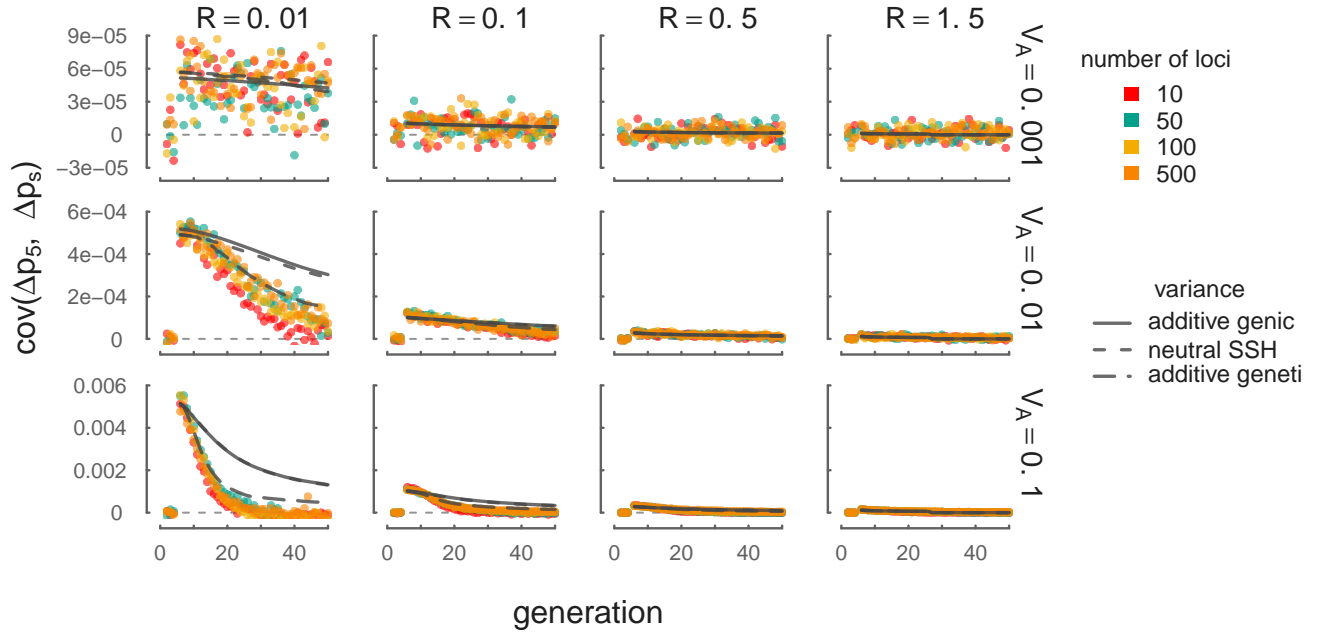 R = 0. 01
R = 0. 1
R = 0. 5
R = 1. 5
9e−05
6e−05
3e−05
0
−3e−05
V_A = 0. 001
6e−04
4e−04
2e−04
0
V_A = 0. 01
0.006
0.004
0.002
0
V_A = 0. 1
cov(Δp₅, Δpₛ)
0 20 40
0 20 40
0 20 40
0 20 40
generation
number of loci
10
50
100
500
variance
additive genic
neutral SSH
additive geneti